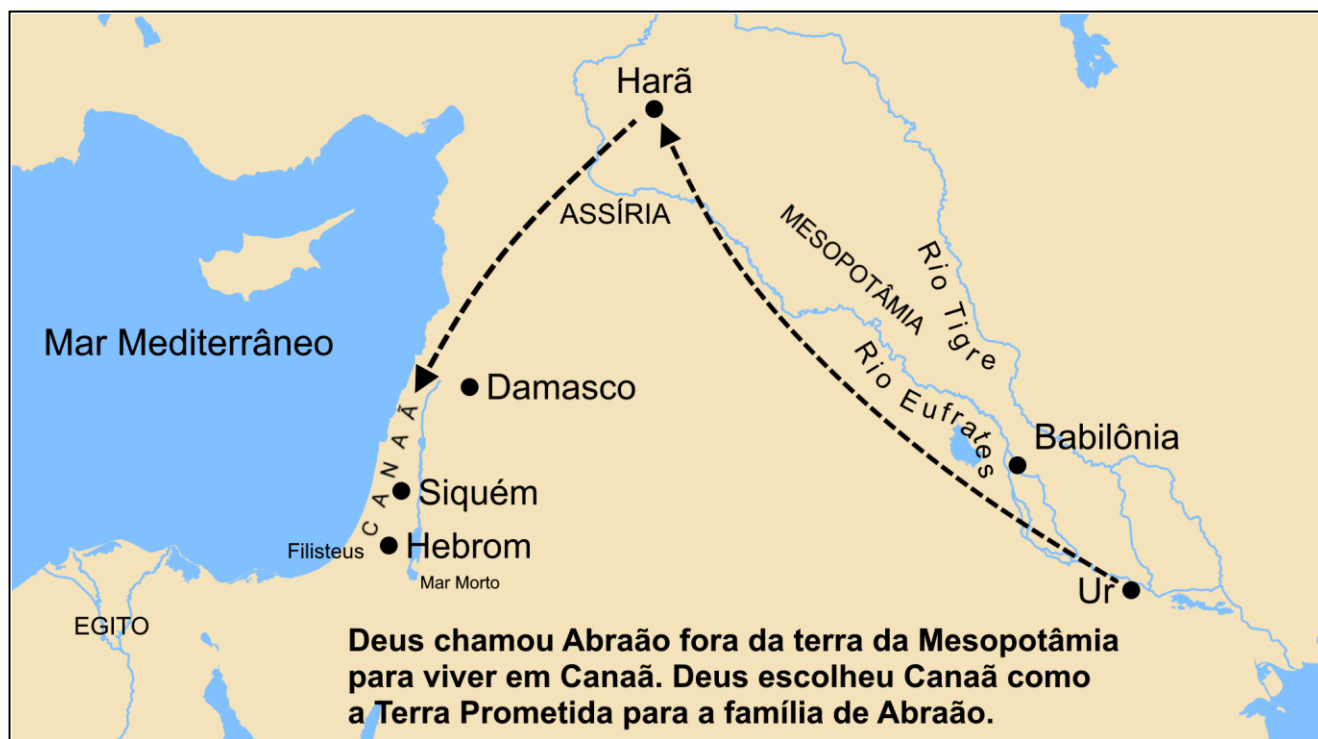 Harã
ASSÍRIA
MESOPOTÂMIA
Rio Tigre
Mar Mediterrâneo
Rio Eufrates
Damasco
CANAÃ
Babilônia
Siquém
Filisteus
Hebrom
Mar Morto
Ur
EGITO
Deus chamou Abraão fora da terra da Mesopotâmia
para viver em Canaã. Deus escolheu Canaã como
a Terra Prometida para a família de Abraão.